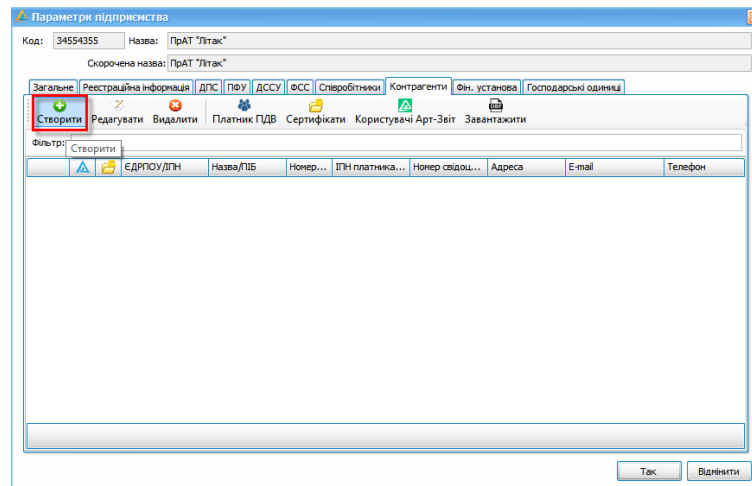 Параметри підприємства
Код: 34554355 Назва: ПрАТ "Літак"
Скорочена назва: ПрАТ "Літак"
Загальне Реєстраційна інформація ДПС ПФУ ДССУ ФСС Співробітники Контрагенти Фін. установа Господарські одиниці
Створити Редагувати Видалити Платник ПДВ Сертифікати Користувачі Арт-Звіт Завантажити
Фільтр:
Створити
ЄДРПОУ/ІПН Назва/ПІБ Номер... ІПН платника... Номер свідоц... Адреса E-mail Телефон
Так Відмінити